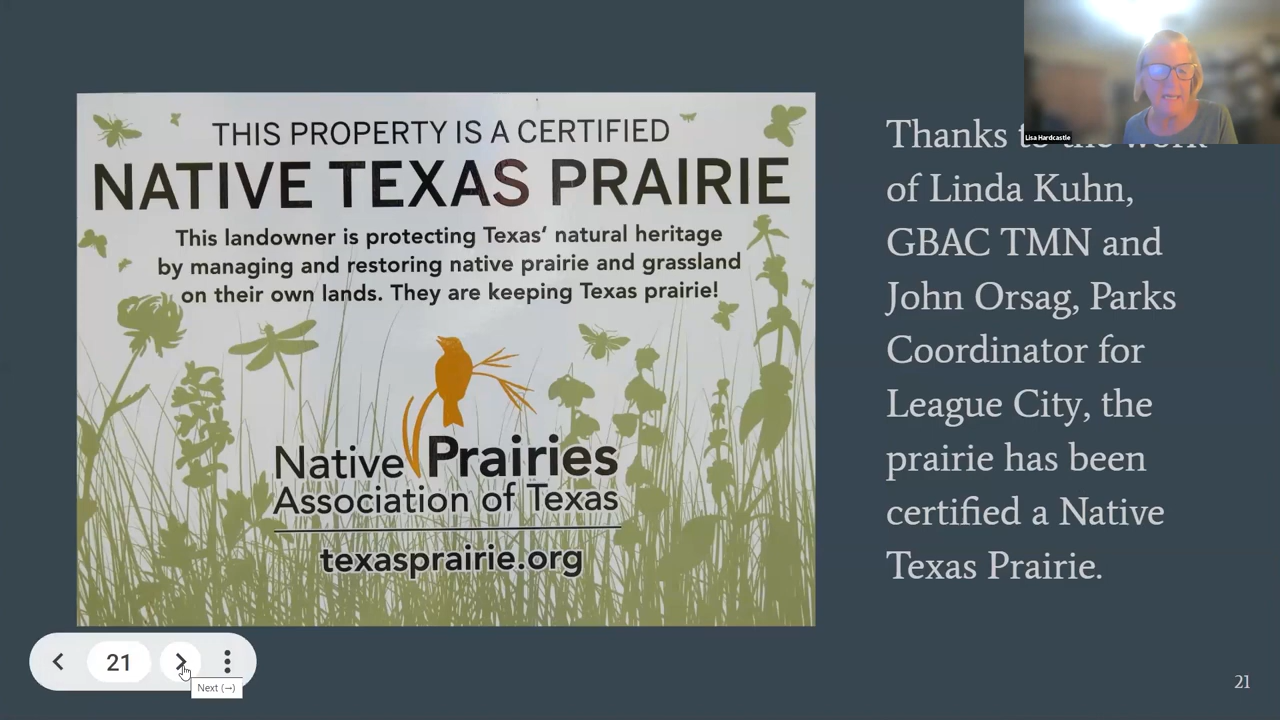 THIS PROPERTY IS A CERTIFIED
NATIVE TEXAS PRAIRIE
This landowner is protecting Texas' natural heritage
by managing and restoring native prairie and grassland
on their own lands. They are keeping Texas prairie!
Native Prairies
Association of Texas
texasprairie.org
Lisa Hardcastle
Thanks to the work
of Linda Kuhn,
GBAC TMN and
John Orsag, Parks
Coordinator for
League City, the
prairie has been
certified a Native
Texas Prairie.
21
Next (→)
21